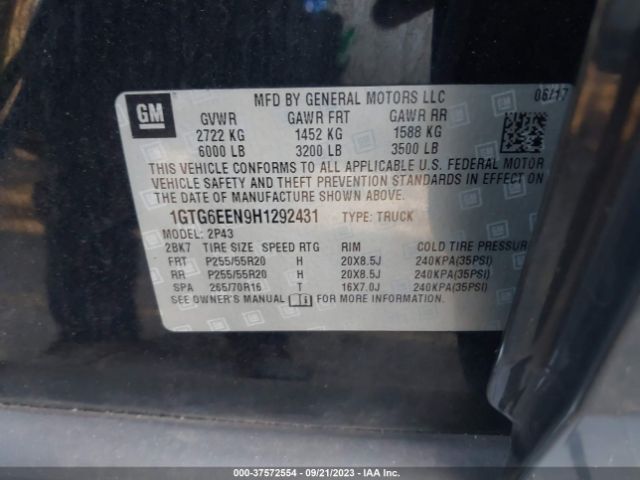 GM
MFD BY GENERAL MOTORS LLC 06/17
GVWR GAWR FRT GAWR RR
2722 KG 1452 KG 1588 KG
6000 LB 3200 LB 3500 LB
THIS VEHICLE CONFORMS TO ALL APPLICABLE U.S. FEDERAL MOTOR
VEHICLE SAFETY AND THEFT PREVENTION STANDARDS IN EFFECT ON
THE DATE OF MANUFACTURE SHOWN ABOVE.
1GTG6EEN9H1292431 TYPE: TRUCK
MODEL: 2P43
2BK7 TIRE SIZE SPEED RTG RIM COLD TIRE PRESSURE
FRT P255/55R20 H 20X8.5J 240KPA(35PSI)
RR P255/55R20 H 20X8.5J 240KPA(35PSI)
SPA 265/70R16 T 16X7.0J 240KPA(35PSI)
SEE OWNER'S MANUAL FOR MORE INFORMATION.
000-37572554 - 09/21/2023 - IAA